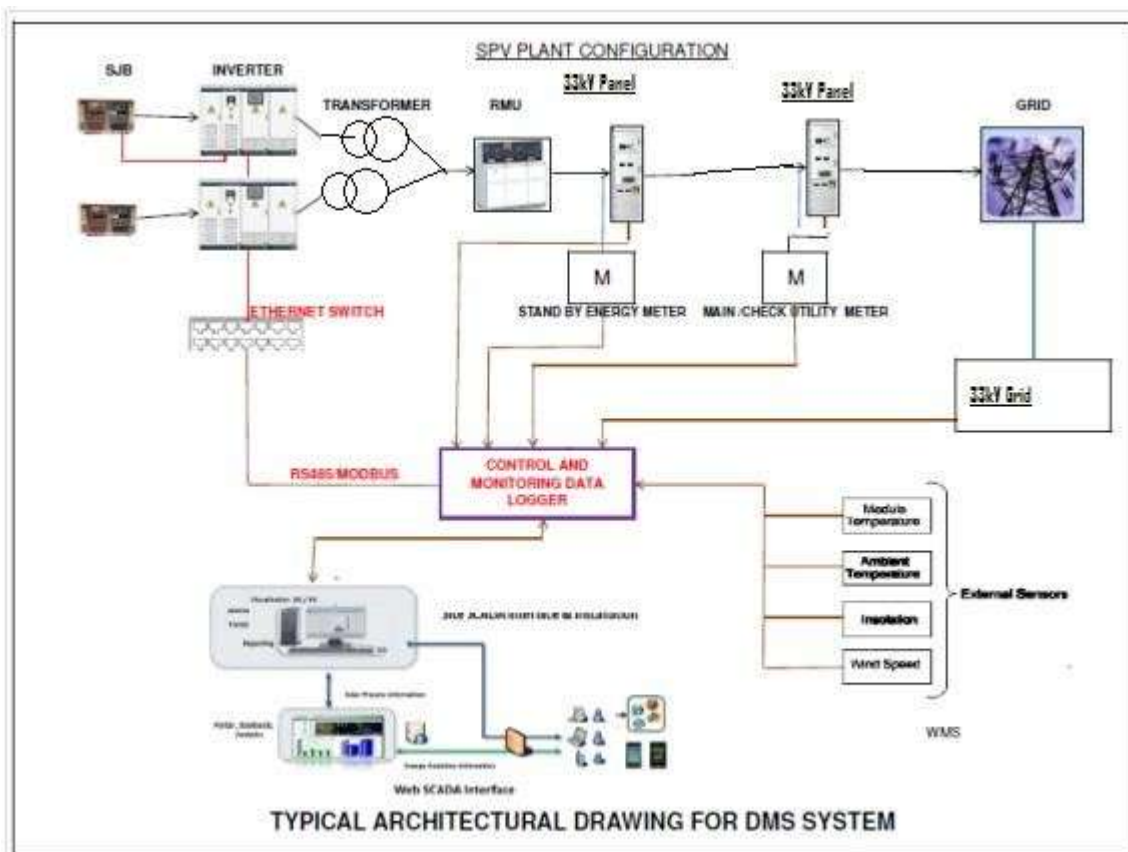 SPV PLANT CONFIGURATION
SJB
INVERTER
TRANSFORMER
RMU
33kV Panel
33kV Panel
GRID
M
M
STAND BY ENERGY METER
MAIN /CHECK UTILITY METER
ETHERNET SWITCH
33kV Grid
RS485/MODBUS
CONTROL AND
MONITORING DATA
LOGGER
Module
Temperature
Ambient
Temperature
Insolation
Wind Speed
External Sensors
WMS
Reporting
Web SCADA Interface
TYPICAL ARCHITECTURAL DRAWING FOR DMS SYSTEM